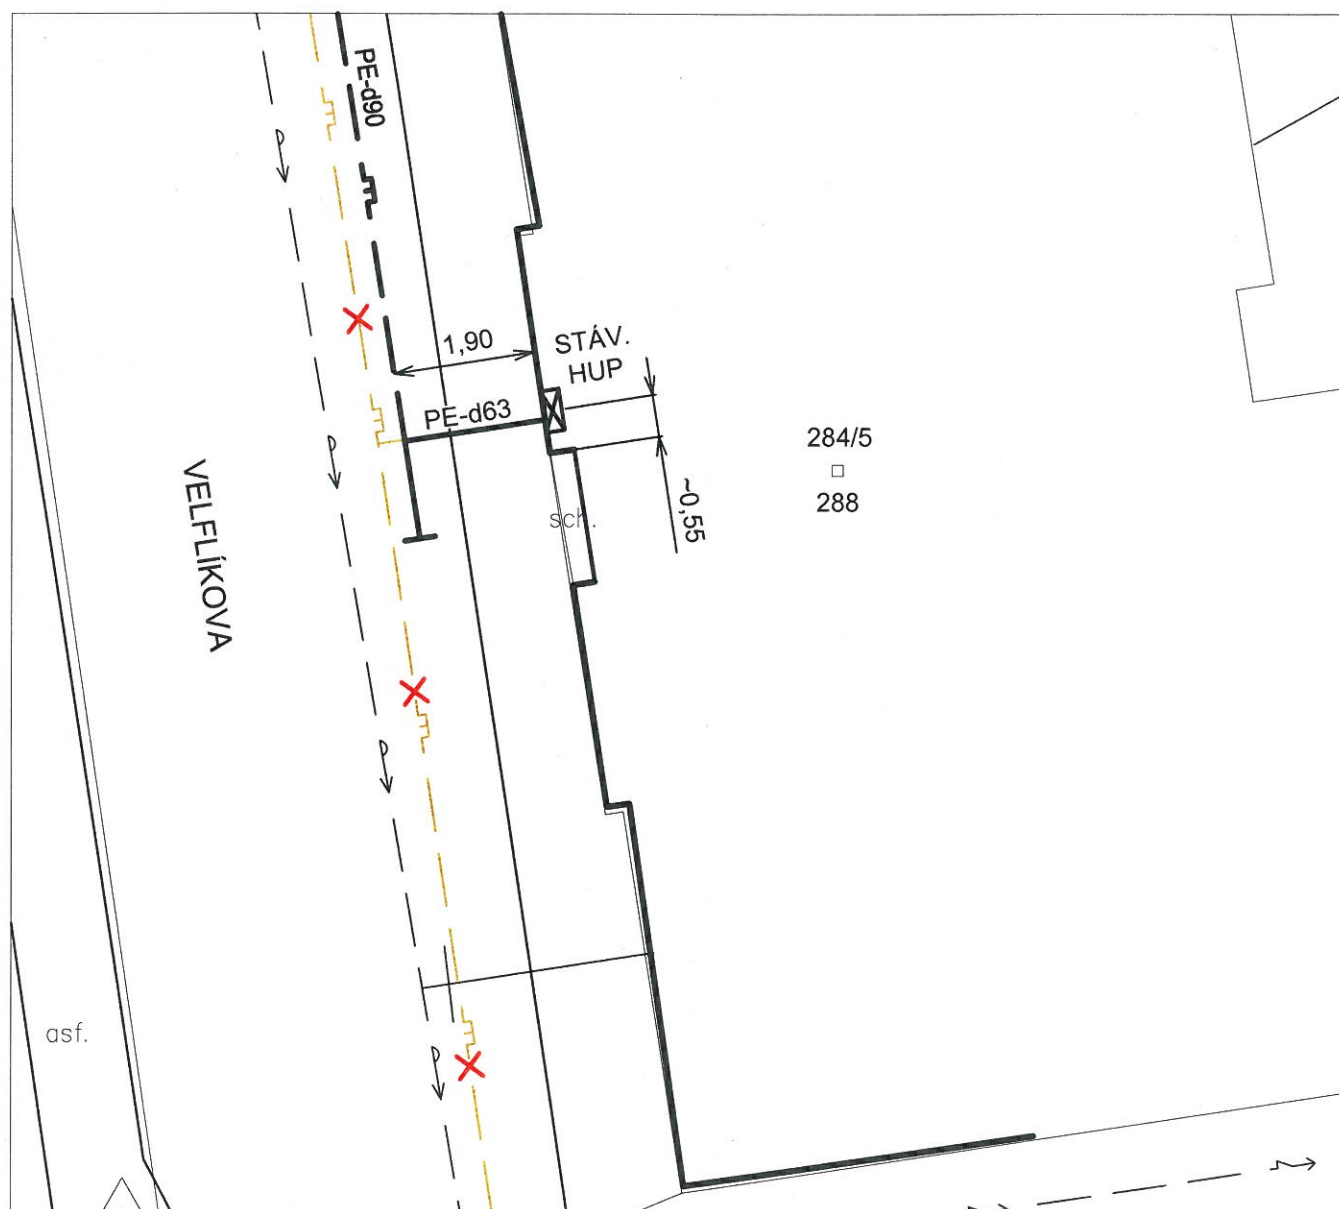 PE-d90
1,90
STÁV.
HUP
PE-d63
284/5
288
~0,55
sch.
VELFLÍKOVA
asf.